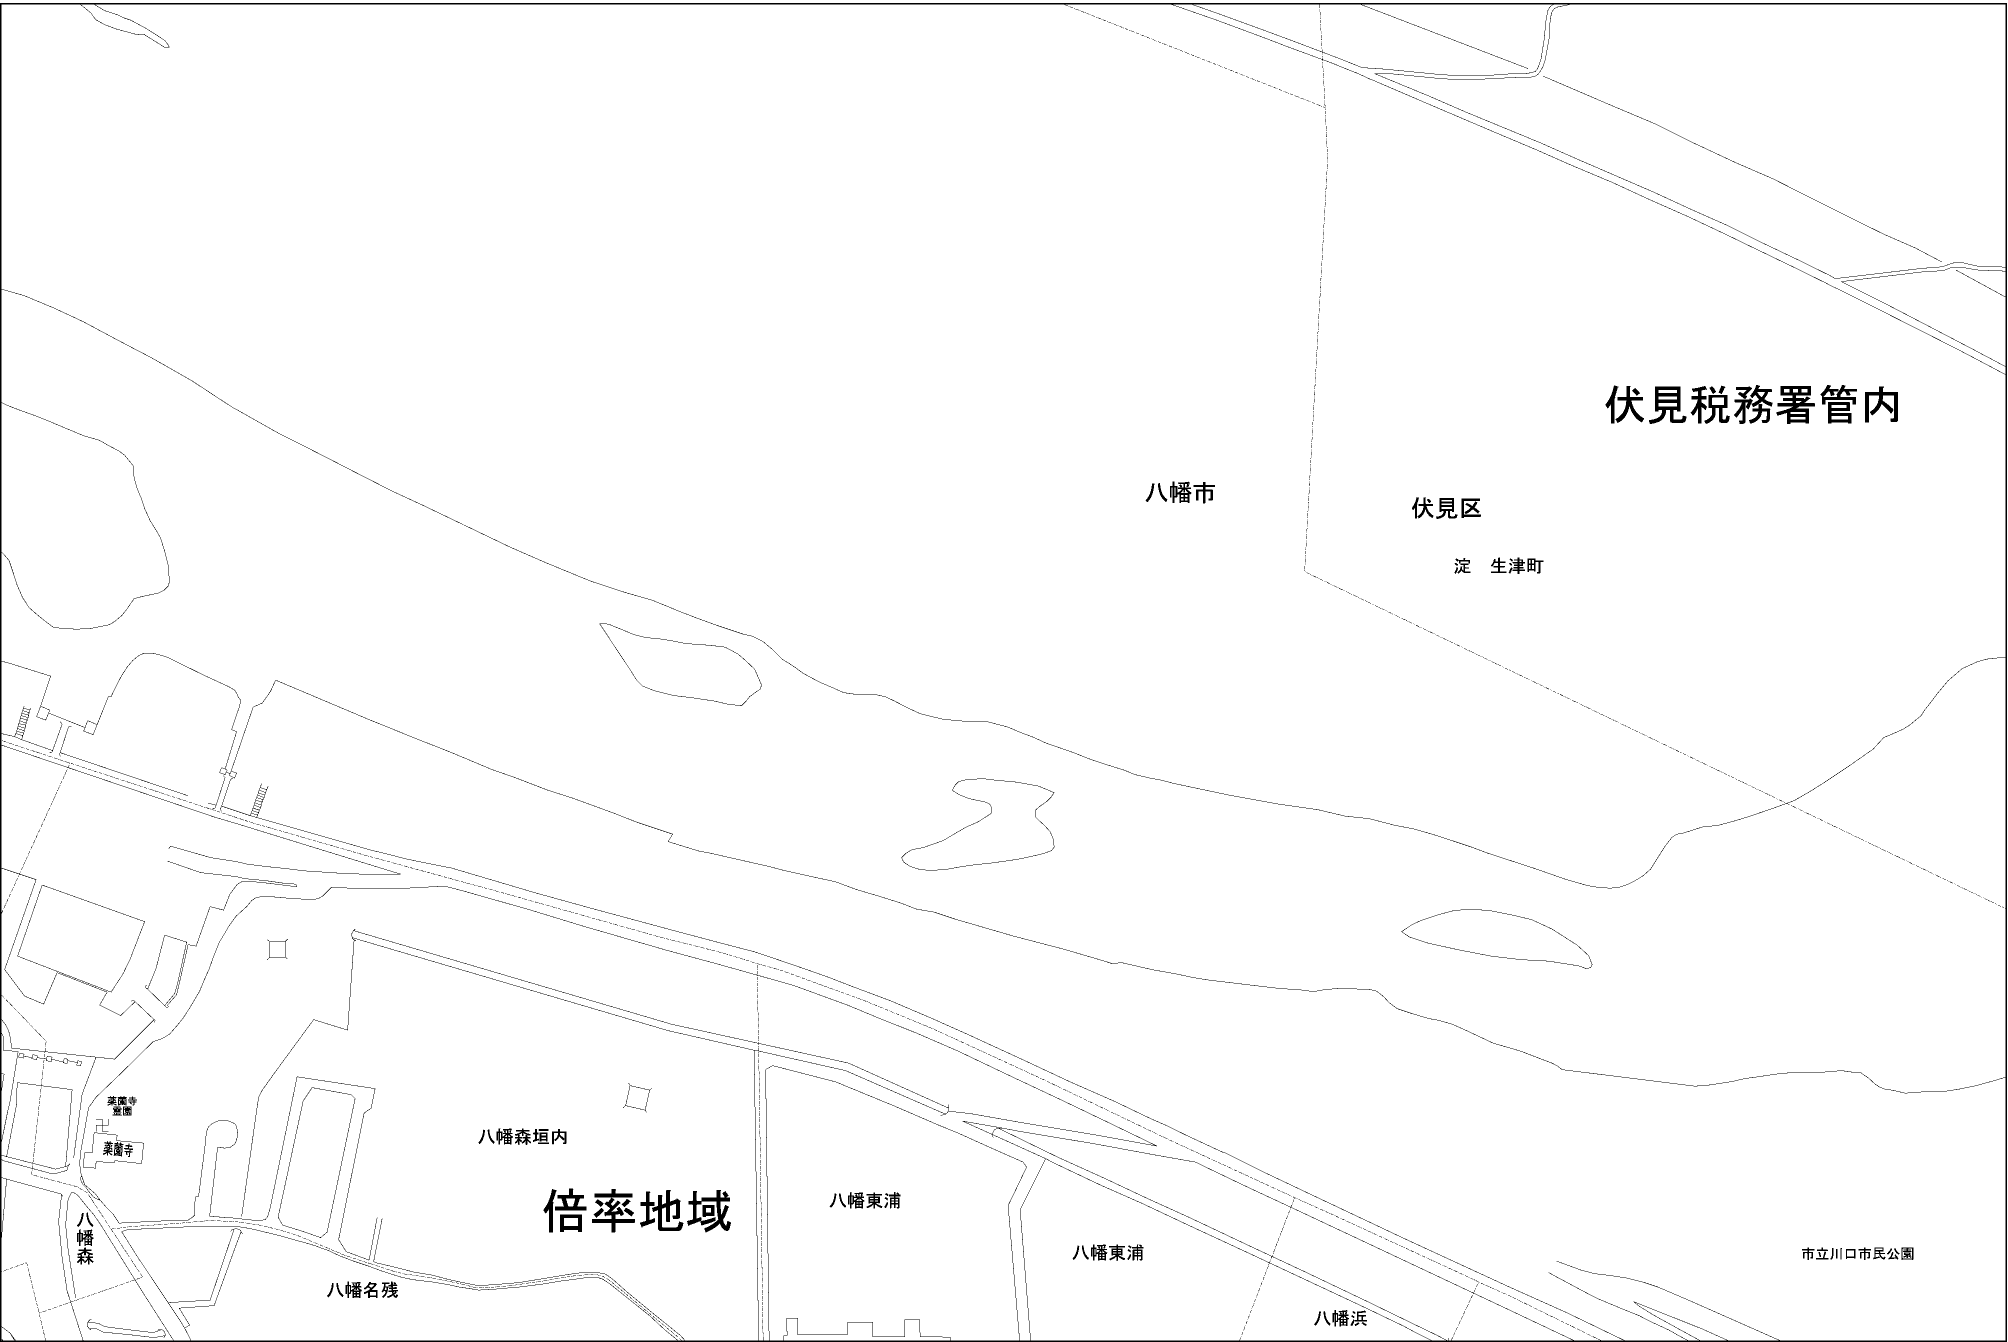 伏見税務署管内
八幡市
伏見区
淀　生津町
薬薗寺
霊園
薬薗寺
八幡森垣内
倍率地域
八幡東浦
八幡森
八幡東浦
市立川口市民公園
八幡名残
八幡浜